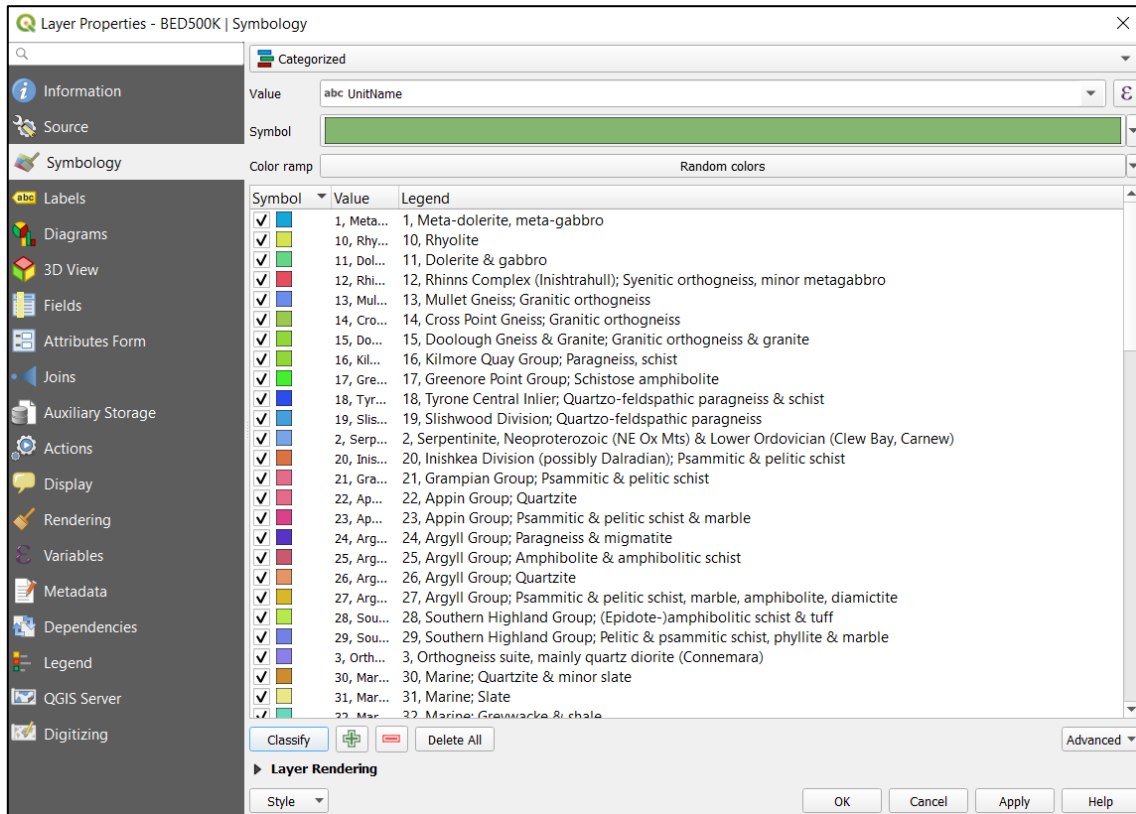 Layer Properties - BED500K | Symbology
Categorized
Information
Value abc UnitName ε
Source
Symbol
Symbology
Color ramp Random colors
abc Labels
Symbol Value Legend
Diagrams
3D View
Fields
Attributes Form
Joins
Auxiliary Storage
Actions
Display
Rendering
ε Variables
Metadata
Dependencies
Legend
QGIS Server
Digitizing
1, Meta... 1, Meta-dolerite, meta-gabbro
10, Rhy... 10, Rhyolite
11, Dol... 11, Dolerite & gabbro
12, Rhi... 12, Rhinns Complex (Inishtrahull); Syenitic orthogneiss, minor metagabbro
13, Mul... 13, Mullet Gneiss; Granitic orthogneiss
14, Cro... 14, Cross Point Gneiss; Granitic orthogneiss
15, Do... 15, Doolough Gneiss & Granite; Granitic orthogneiss & granite
16, Kil... 16, Kilmore Quay Group; Paragneiss, schist
17, Gre... 17, Greenore Point Group; Schistose amphibolite
18, Tyr... 18, Tyrone Central Inlier; Quartzo-feldspathic paragneiss & schist
19, Slis... 19, Slishwood Division; Quartzo-feldspathic paragneiss
2, Serp... 2, Serpentinite, Neoproterozoic (NE Ox Mts) & Lower Ordovician (Clew Bay, Carnew)
20, Inis... 20, Inishkea Division (possibly Dalradian); Psammitic & pelitic schist
21, Gra... 21, Grampian Group; Psammitic & pelitic schist
22, Ap... 22, Appin Group; Quartzite
23, Ap... 23, Appin Group; Psammitic & pelitic schist & marble
24, Arg... 24, Argyll Group; Paragneiss & migmatite
25, Arg... 25, Argyll Group; Amphibolite & amphibolitic schist
26, Arg... 26, Argyll Group; Quartzite
27, Arg... 27, Argyll Group; Psammitic & pelitic schist, marble, amphibolite, diamictite
28, Sou... 28, Southern Highland Group; (Epidote-)amphibolitic schist & tuff
29, Sou... 29, Southern Highland Group; Pelitic & psammitic schist, phyllite & marble
3, Orth... 3, Orthogneiss suite, mainly quartz diorite (Connemara)
30, Mar... 30, Marine; Quartzite & minor slate
31, Mar... 31, Marine; Slate
32, Mar... 32, Marine; Greywacke & shale
Classify Delete All Advanced
Layer Rendering
Style OK Cancel Apply Help